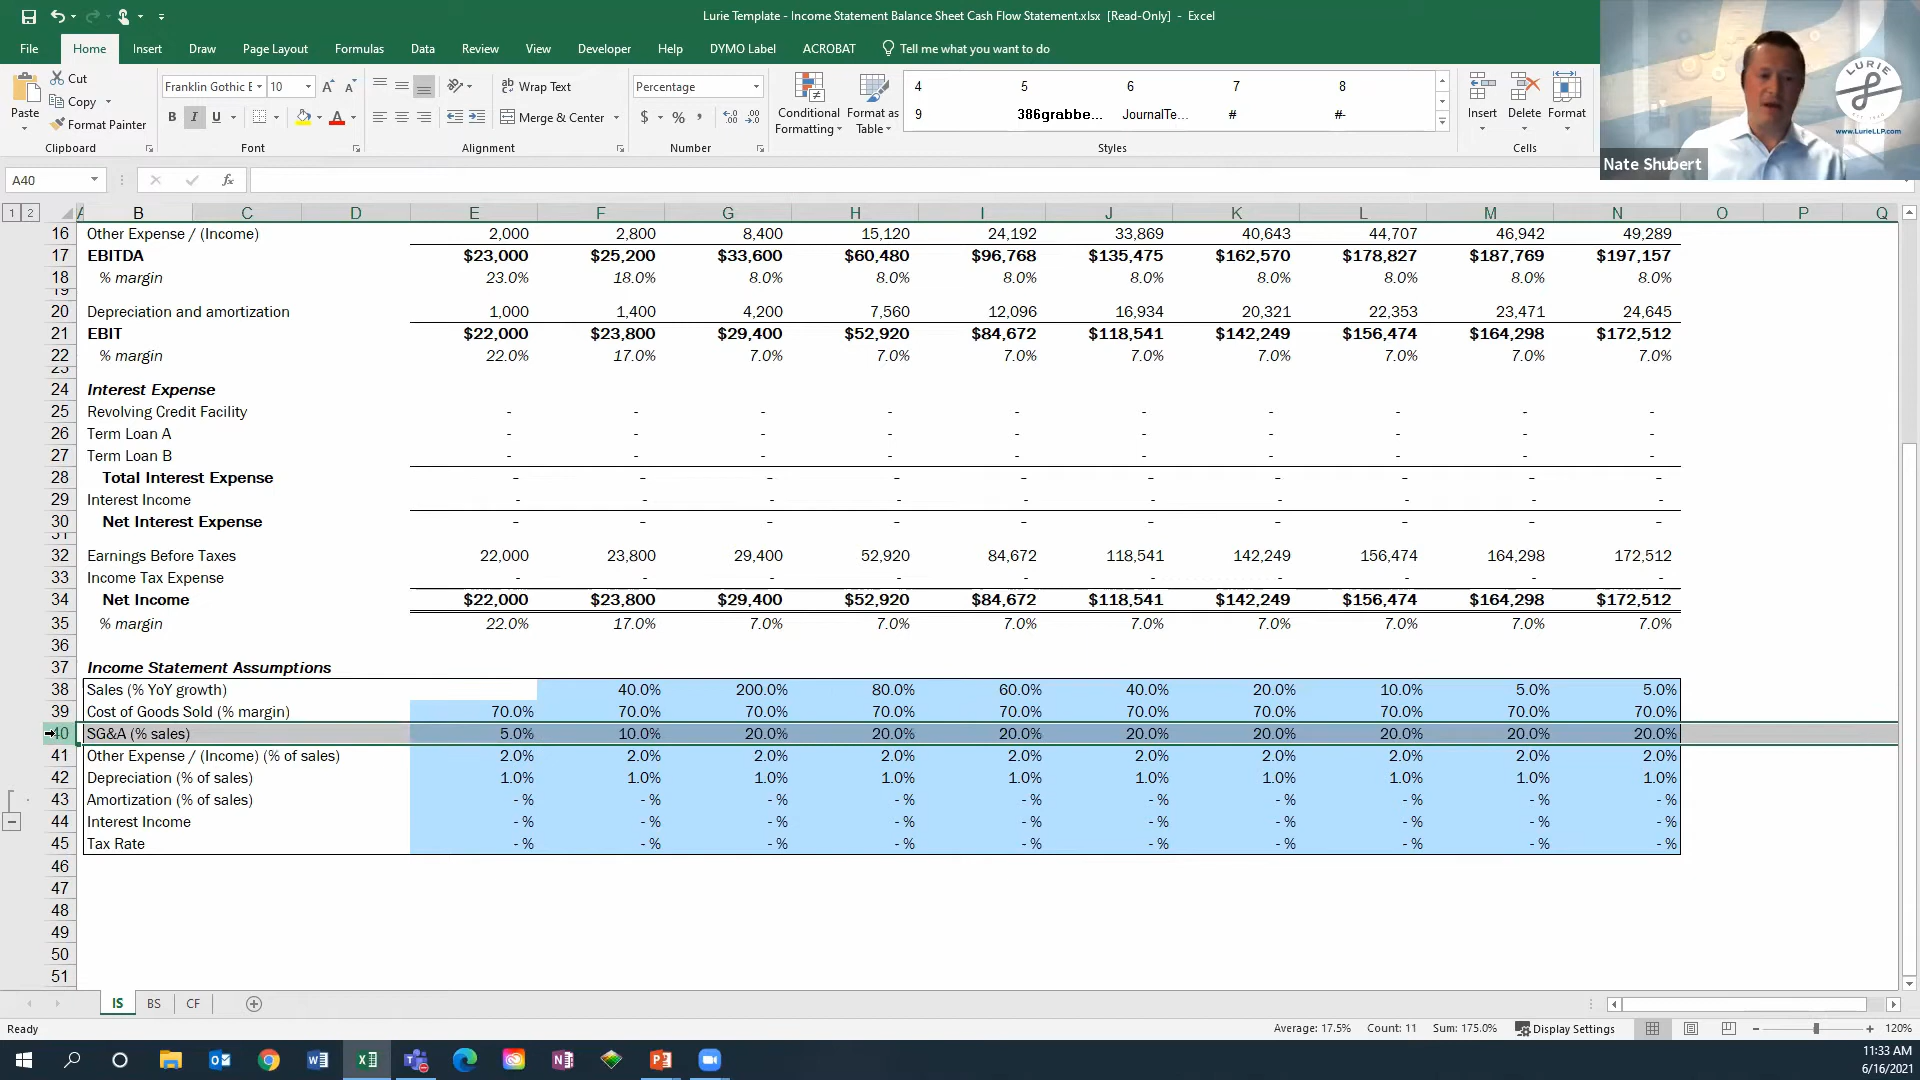 Lurie Template - Income Statement Balance Sheet Cash Flow Statement.xlsx [Read-Only] - Excel
File Home Insert Draw Page Layout Formulas Data Review View Developer Help DYMO Label ACROBAT Tell me what you want to do
Paste
Cut
Copy
Format Painter
Clipboard
Franklin Gothic E 10
B I U
Font
Wrap Text
Merge & Center
Alignment
Percentage
$ %
Number
Conditional Formatting
Format as Table
4 5 6 7 8
9 386grabbe... JournalTe... # #-
Styles
Insert Delete Format
Cells
LURIE
www.LurieLLP.com
Nate Shubert
A40 fx
1 2 A B C D E F G H I J K L M N O P Q
16 Other Expense / (Income) 2,000 2,800 8,400 15,120 24,192 33,869 40,643 44,707 46,942 49,289
17 EBITDA $23,000 $25,200 $33,600 $60,480 $96,768 $135,475 $162,570 $178,827 $187,769 $197,157
18 % margin 23.0% 18.0% 8.0% 8.0% 8.0% 8.0% 8.0% 8.0% 8.0% 8.0%
19
20 Depreciation and amortization 1,000 1,400 4,200 7,560 12,096 16,934 20,321 22,353 23,471 24,645
21 EBIT $22,000 $23,800 $29,400 $52,920 $84,672 $118,541 $142,249 $156,474 $164,298 $172,512
22 % margin 22.0% 17.0% 7.0% 7.0% 7.0% 7.0% 7.0% 7.0% 7.0% 7.0%
23
24 Interest Expense
25 Revolving Credit Facility - - - - - - - - - -
26 Term Loan A - - - - - - - - - -
27 Term Loan B - - - - - - - - - -
28 Total Interest Expense - - - - - - - - - -
29 Interest Income - - - - - - - - - -
30 Net Interest Expense - - - - - - - - - -
31
32 Earnings Before Taxes 22,000 23,800 29,400 52,920 84,672 118,541 142,249 156,474 164,298 172,512
33 Income Tax Expense - - - - - - - - - -
34 Net Income $22,000 $23,800 $29,400 $52,920 $84,672 $118,541 $142,249 $156,474 $164,298 $172,512
35 % margin 22.0% 17.0% 7.0% 7.0% 7.0% 7.0% 7.0% 7.0% 7.0% 7.0%
36
37 Income Statement Assumptions
38 Sales (% YoY growth) 40.0% 200.0% 80.0% 60.0% 40.0% 20.0% 10.0% 5.0% 5.0%
39 Cost of Goods Sold (% margin) 70.0% 70.0% 70.0% 70.0% 70.0% 70.0% 70.0% 70.0% 70.0% 70.0%
40 SG&A (% sales) 5.0% 10.0% 20.0% 20.0% 20.0% 20.0% 20.0% 20.0% 20.0% 20.0%
41 Other Expense / (Income) (% of sales) 2.0% 2.0% 2.0% 2.0% 2.0% 2.0% 2.0% 2.0% 2.0% 2.0%
42 Depreciation (% of sales) 1.0% 1.0% 1.0% 1.0% 1.0% 1.0% 1.0% 1.0% 1.0% 1.0%
43 Amortization (% of sales) - % - % - % - % - % - % - % - % - % - %
44 Interest Income - % - % - % - % - % - % - % - % - % - %
45 Tax Rate - % - % - % - % - % - % - % - % - % - %
46
47
48
49
50
51
IS BS CF
Ready Average: 17.5% Count: 11 Sum: 175.0% Display Settings 120%
11:33 AM
6/16/2021